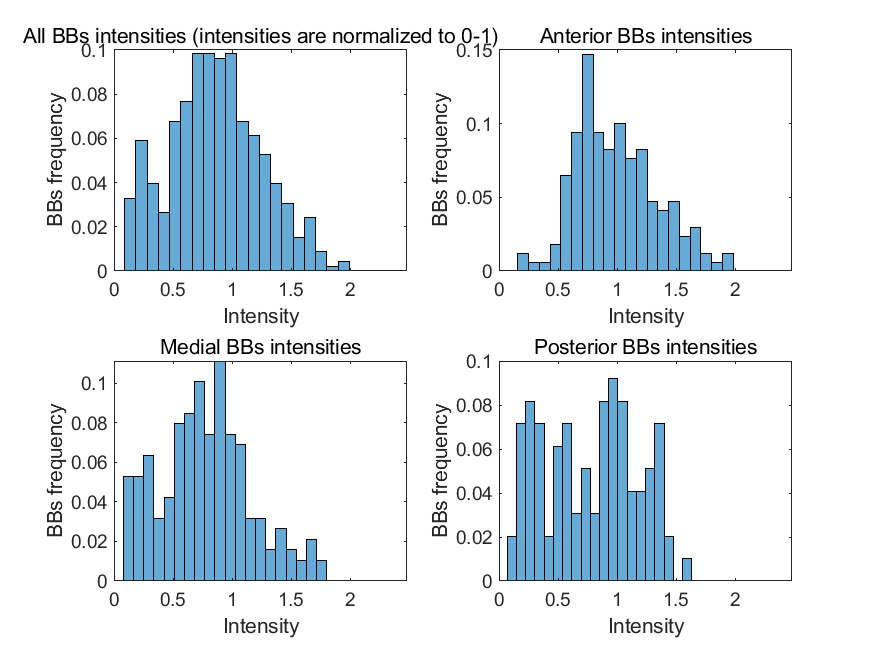 All BBs intensities (intensities are normalized to 0-1)
0.1
0.08
0.06
0.04
0.02
0
BBs frequency
0 0.5 1 1.5 2
Intensity
Anterior BBs intensities
0.15
0.1
0.05
0
BBs frequency
0 0.5 1 1.5 2
Intensity
Medial BBs intensities
0.1
0.08
0.06
0.04
0.02
0
BBs frequency
0 0.5 1 1.5 2
Intensity
Posterior BBs intensities
0.1
0.08
0.06
0.04
0.02
0
BBs frequency
0 0.5 1 1.5 2
Intensity